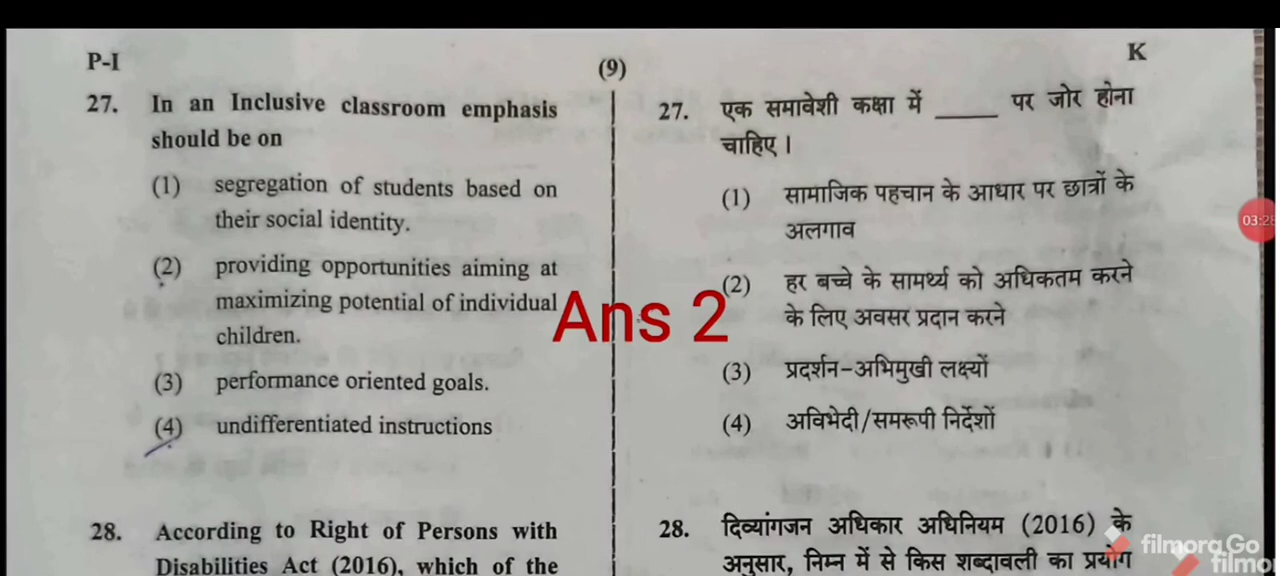 P-I
(9)
K
27. In an Inclusive classroom emphasis
should be on
(1) segregation of students based on
their social identity.
(2) providing opportunities aiming at
maximizing potential of individual
children.
(3) performance oriented goals.
(4) undifferentiated instructions
28. According to Right of Persons with
Disabilities Act (2016), which of the
27. एक समावेशी कक्षा में _____ पर जोर होना
चाहिए।
(1) सामाजिक पहचान के आधार पर छात्रों के
अलगाव
(2) हर बच्चे के सामर्थ्य को अधिकतम करने
के लिए अवसर प्रदान करने
(3) प्रदर्शन-अभिमुखी लक्ष्यों
(4) अविभेदी/समरूपी निर्देशों
28. दिव्यांगजन अधिकार अधिनियम (2016) के
अनुसार, निम्न में से किस शब्दावली का प्रयोग
Ans 2
03:28
filmora Go
filmor